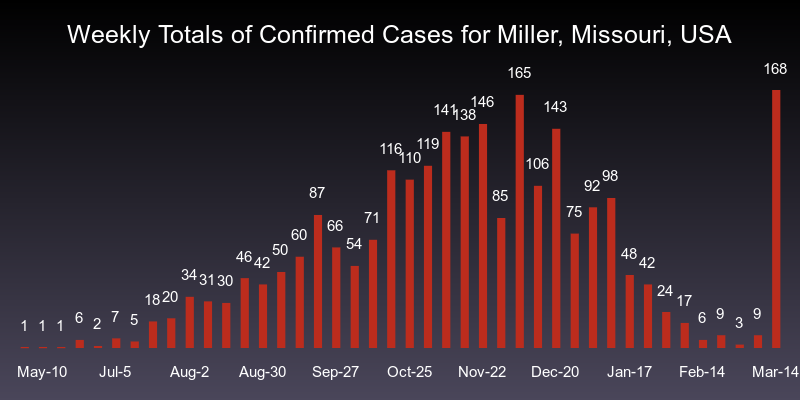 Weekly Totals of Confirmed Cases for Miller, Missouri, USA
1 1 1 6 2 7 5 18 20 34 31 30 46 42 50 60 87 66 54 71 116 110 119 141 138 146 85 165 106 143 75 92 98 48 42 24 17 6 9 3 9 168
May-10 Jul-5 Aug-2 Aug-30 Sep-27 Oct-25 Nov-22 Dec-20 Jan-17 Feb-14 Mar-14